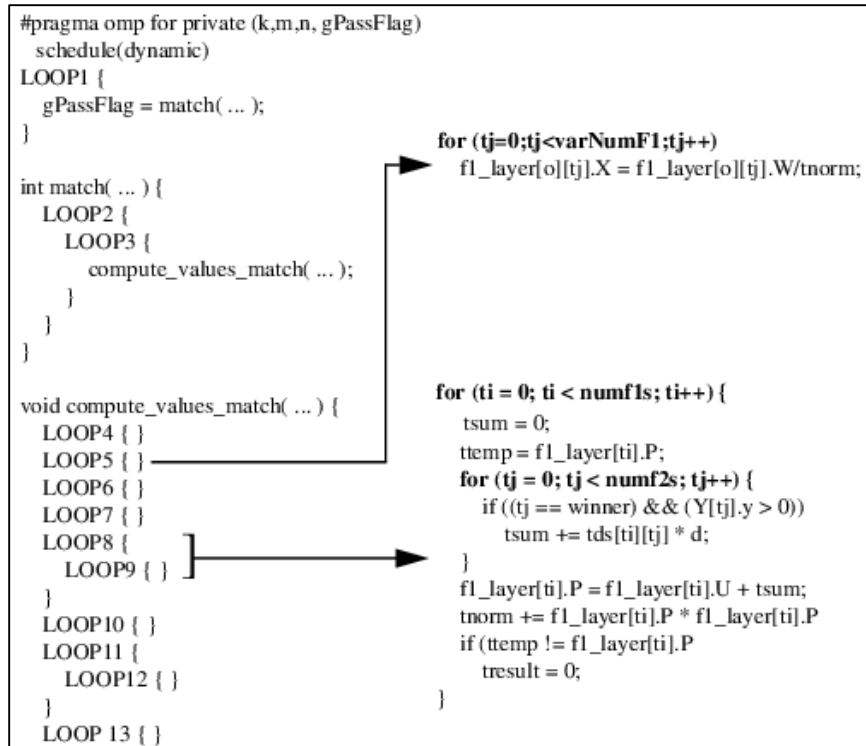 #pragma omp for private (k,m,n, gPassFlag)
schedule(dynamic)
LOOP1 {
gPassFlag = match( ... );
}
int match( ... ) {
LOOP2 {
LOOP3 {
compute_values_match( ... );
}
}
}
void compute_values_match( ... ) {
LOOP4 { }
LOOP5 { }
LOOP6 { }
LOOP7 { }
LOOP8 {
LOOP9 { }
}
LOOP10 { }
LOOP11 {
LOOP12 { }
}
LOOP 13 { }
for (tj=0;tj<varNumF1;tj++)
f1_layer[o][tj].X = f1_layer[o][tj].W/tnorm;
for (ti = 0; ti < numf1s; ti++) {
tsum = 0;
ttemp = f1_layer[ti].P;
for (tj = 0; tj < numf2s; tj++) {
if ((tj == winner) && (Y[tj].y > 0))
tsum += tds[ti][tj] * d;
}
f1_layer[ti].P = f1_layer[ti].U + tsum;
tnorm += f1_layer[ti].P * f1_layer[ti].P
if (ttemp != f1_layer[ti].P
tresult = 0;
}